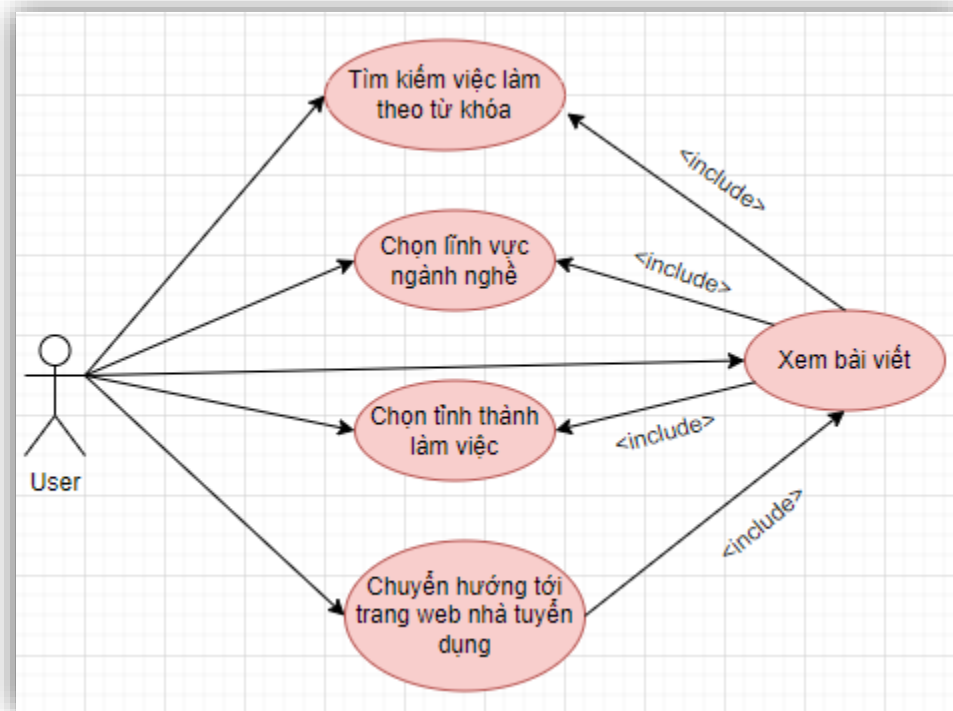 Tìm kiếm việc làm
theo từ khóa
<include>
Chọn lĩnh vực
ngành nghề
<include>
Xem bài viết
Chọn tỉnh thành
làm việc
<include>
User
<include>
Chuyển hướng tới
trang web nhà tuyển
dụng